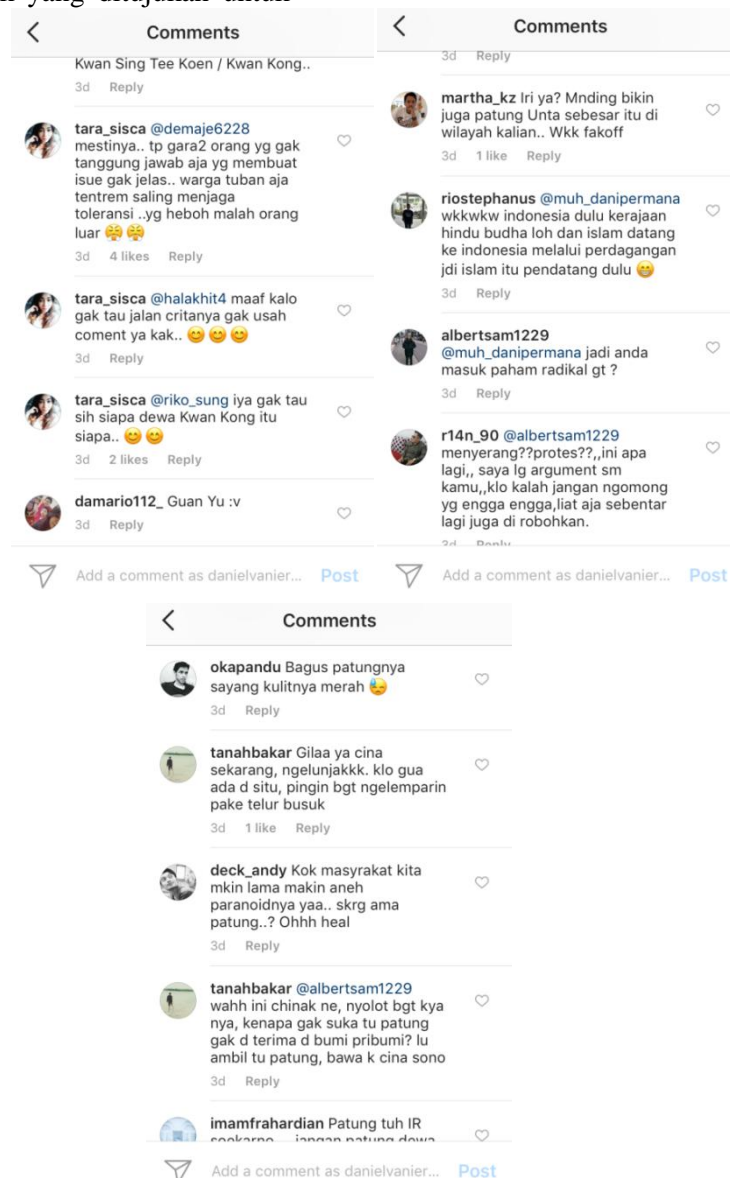 yang ditujukan untuk
Comments
Kwan Sing Tee Koen / Kwan Kong..
3d Reply
tara_sisca @demaje6228
mestinya.. tp gara2 orang yg gak
tanggung jawab aja yg membuat
isue gak jelas.. warga tuban aja
tentrem saling menjaga
toleransi ..yg heboh malah orang
luar 😤😤
3d 4 likes Reply
tara_sisca @halakhit4 maaf kalo
gak tau jalan critanya gak usah
coment ya kak.. 😊😊😊
3d Reply
tara_sisca @riko_sung iya gak tau
sih siapa dewa Kwan Kong itu
siapa.. 😊😊
3d 2 likes Reply
damario112_ Guan Yu :v
3d Reply
Add a comment as danielvanier... Post
Comments
3d Reply
martha_kz Iri ya? Mnding bikin
juga patung Unta sebesar itu di
wilayah kalian.. Wkk fakoff
3d 1 like Reply
riostephanus @muh_danipermana
wkkwkw indonesia dulu kerajaan
hindu budha loh dan islam datang
ke indonesia melalui perdagangan
jdi islam itu pendatang dulu 😁
3d Reply
albertsam1229
@muh_danipermana jadi anda
masuk paham radikal gt ?
3d Reply
r14n_90 @albertsam1229
menyerang??protes??,,ini apa
lagi,, saya lg argument sm
kamu,,klo kalah jangan ngomong
yg engga engga,liat aja sebentar
lagi juga di robohkan.
3d Reply
Add a comment as danielvanier... Post
Comments
okapandu Bagus patungnya
sayang kulitnya merah 😓
3d Reply
tanahbakar Gilaa ya cina
sekarang, ngelunjakkk. klo gua
ada d situ, pingin bgt ngelemparin
pake telur busuk
3d 1 like Reply
deck_andy Kok masyrakat kita
mkin lama makin aneh
paranoidnya yaa.. skrg ama
patung..? Ohhh heal
3d Reply
tanahbakar @albertsam1229
wahh ini chinak ne, nyolot bgt kya
nya, kenapa gak suka tu patung
gak d terima d bumi pribumi? lu
ambil tu patung, bawa k cina sono
3d Reply
imamfrahardian Patung tuh IR
soekarno... jangan patung dewa
Add a comment as danielvanier... Post